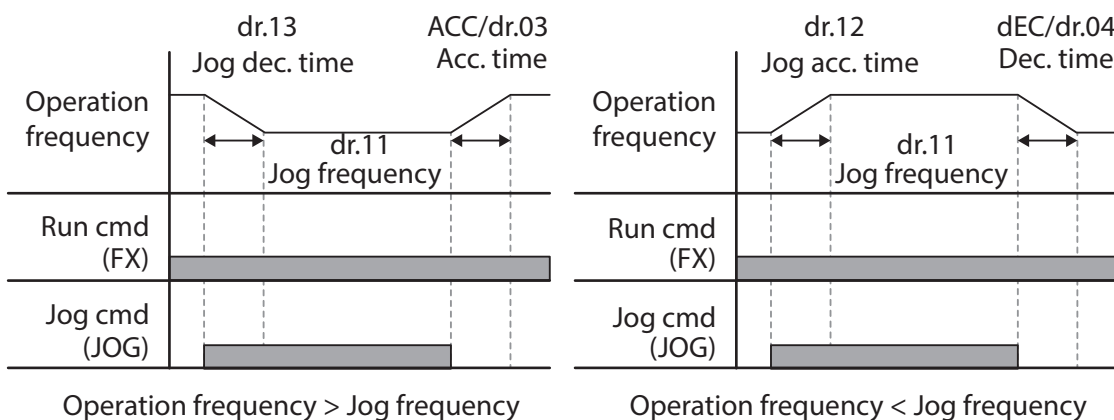 dr.13
ACC/dr.03
Jog dec. time
Acc. time
Operation
frequency
dr.11
Jog frequency
Run cmd
(FX)
Jog cmd
(JOG)
Operation frequency > Jog frequency
dr.12
dEC/dr.04
Jog acc. time
Dec. time
Operation
frequency
dr.11
Jog frequency
Run cmd
(FX)
Jog cmd
(JOG)
Operation frequency < Jog frequency